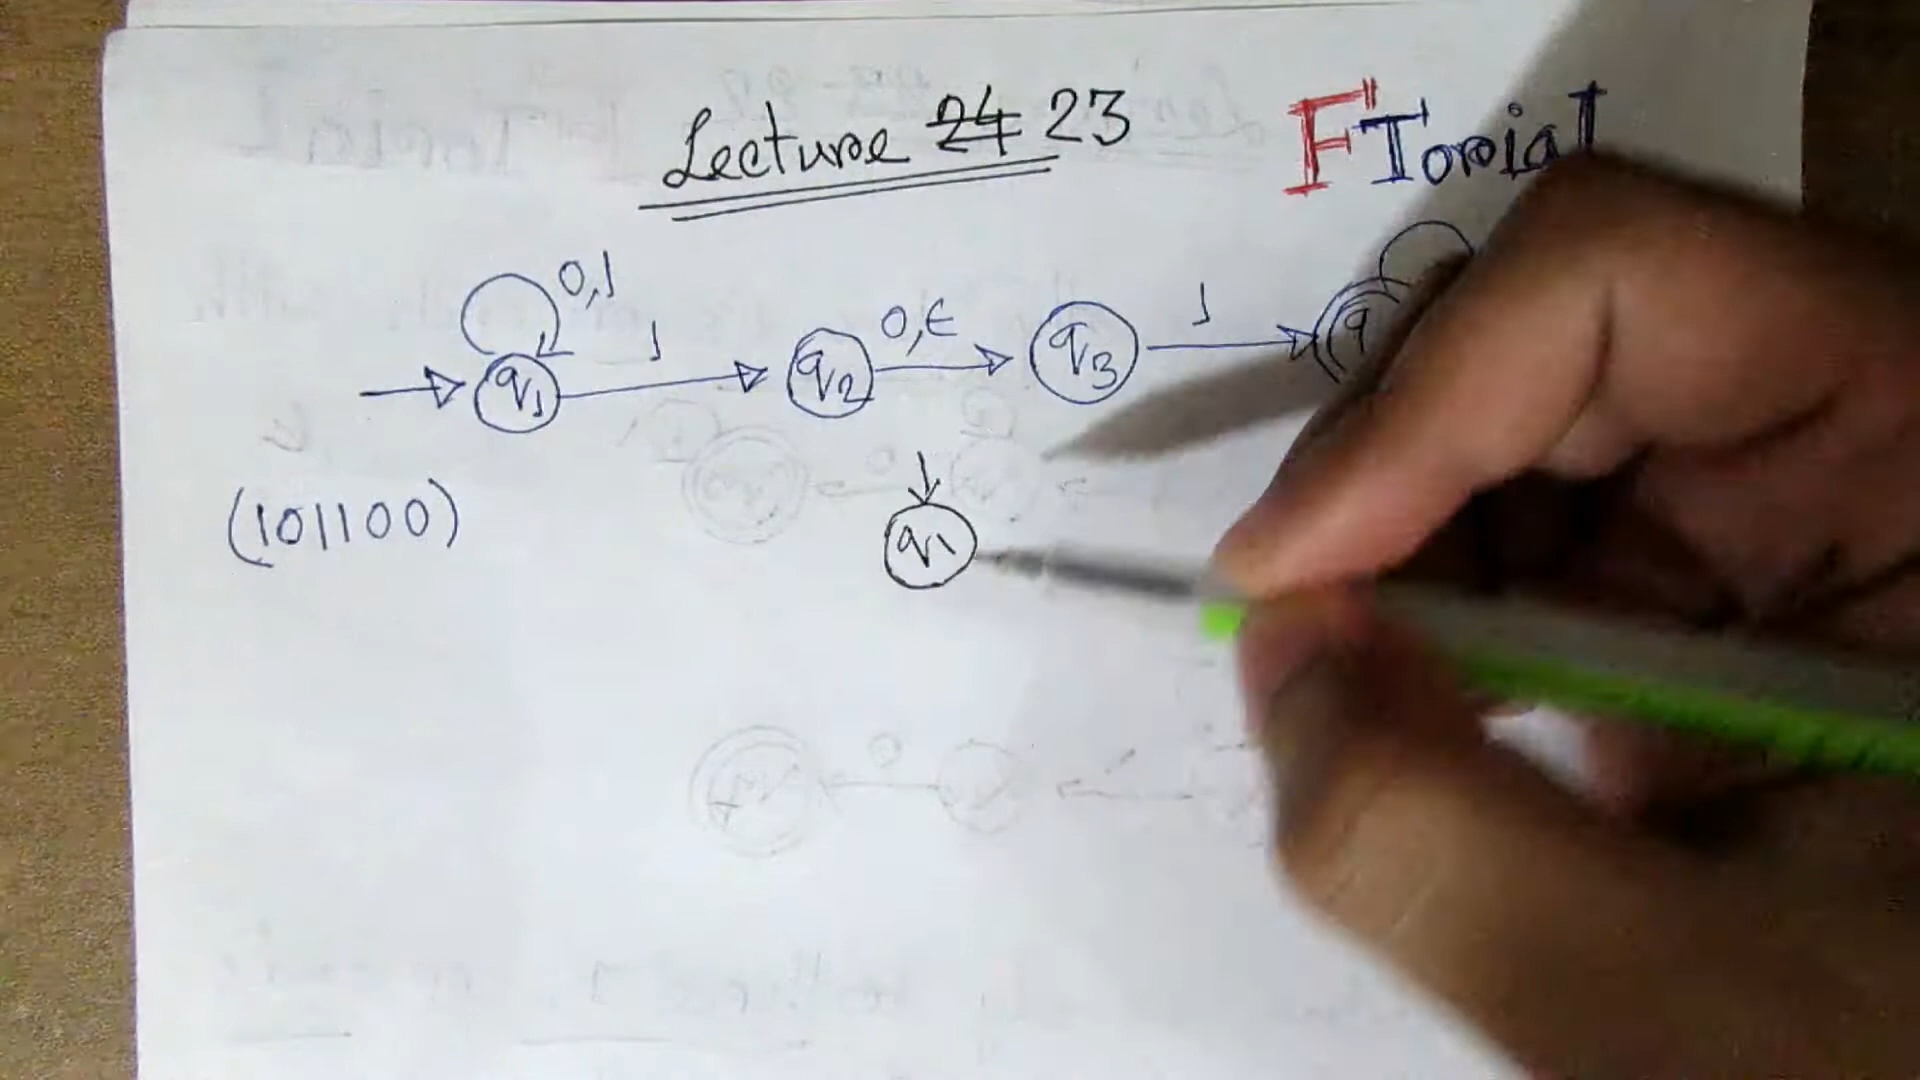 Lecture 24 23
FTorial
0,1
1
0,ε
1
q1
q2
q3
q
(101100)
q1